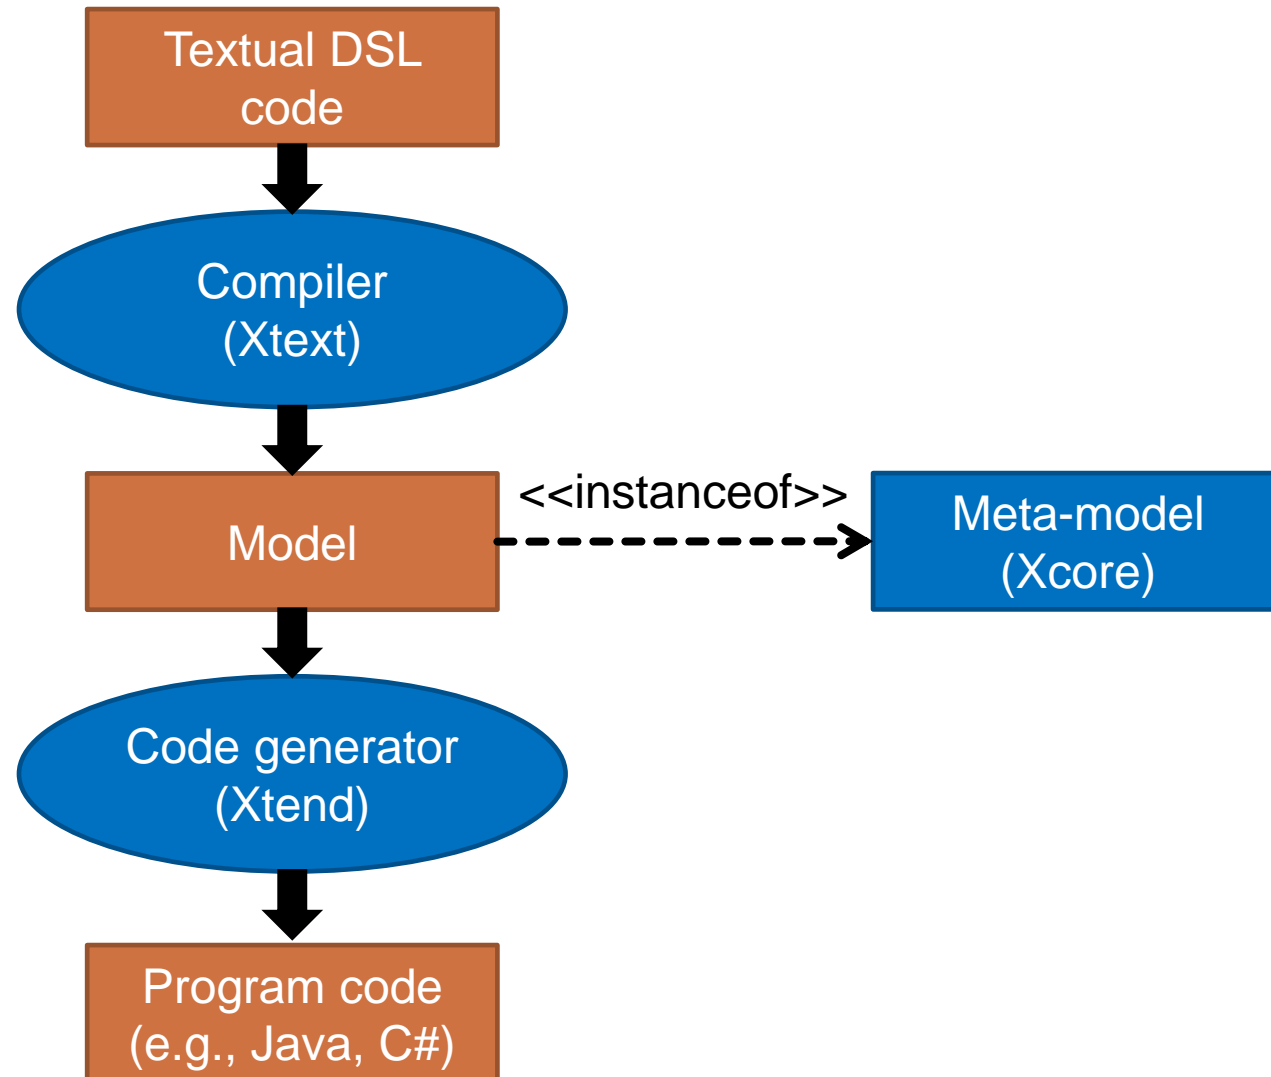 Textual DSL
code
Compiler
(Xtext)
Model
<<instanceof>>
Meta-model
(Xcore)
Code generator
(Xtend)
Program code
(e.g., Java, C#)